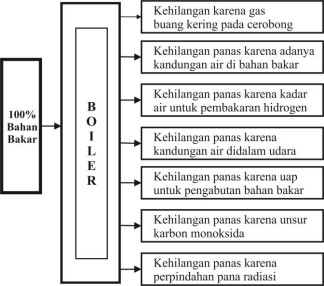 100%
Bahan
Bakar
B
O
I
L
E
R
Kehilangan karena gas
buang kering pada cerobong
Kehilangan panas karena adanya
kandungan air di bahan bakar
Kehilangan panas karena kadar
air untuk pembakaran hidrogen
Kehilangan panas karena
kandungan air didalam udara
Kehilangan panas karena uap
untuk pengabutan bahan bakar
Kehilangan panas karena unsur
karbon monoksida
Kehilangan panas karena
perpindahan pana radiasi